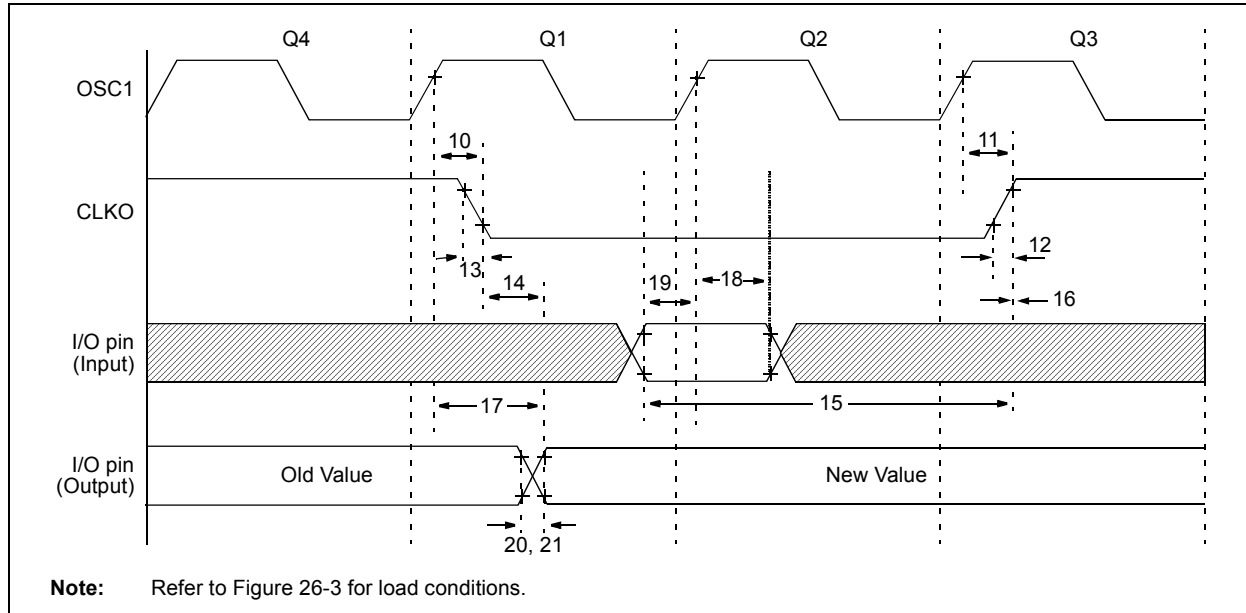 Q4 Q1 Q2 Q3
OSC1
10 11
CLKO
13 12
14 19 18 16
I/O pin
(Input)
17 15
I/O pin
(Output)
Old Value New Value
20, 21
Note: Refer to Figure 26-3 for load conditions.